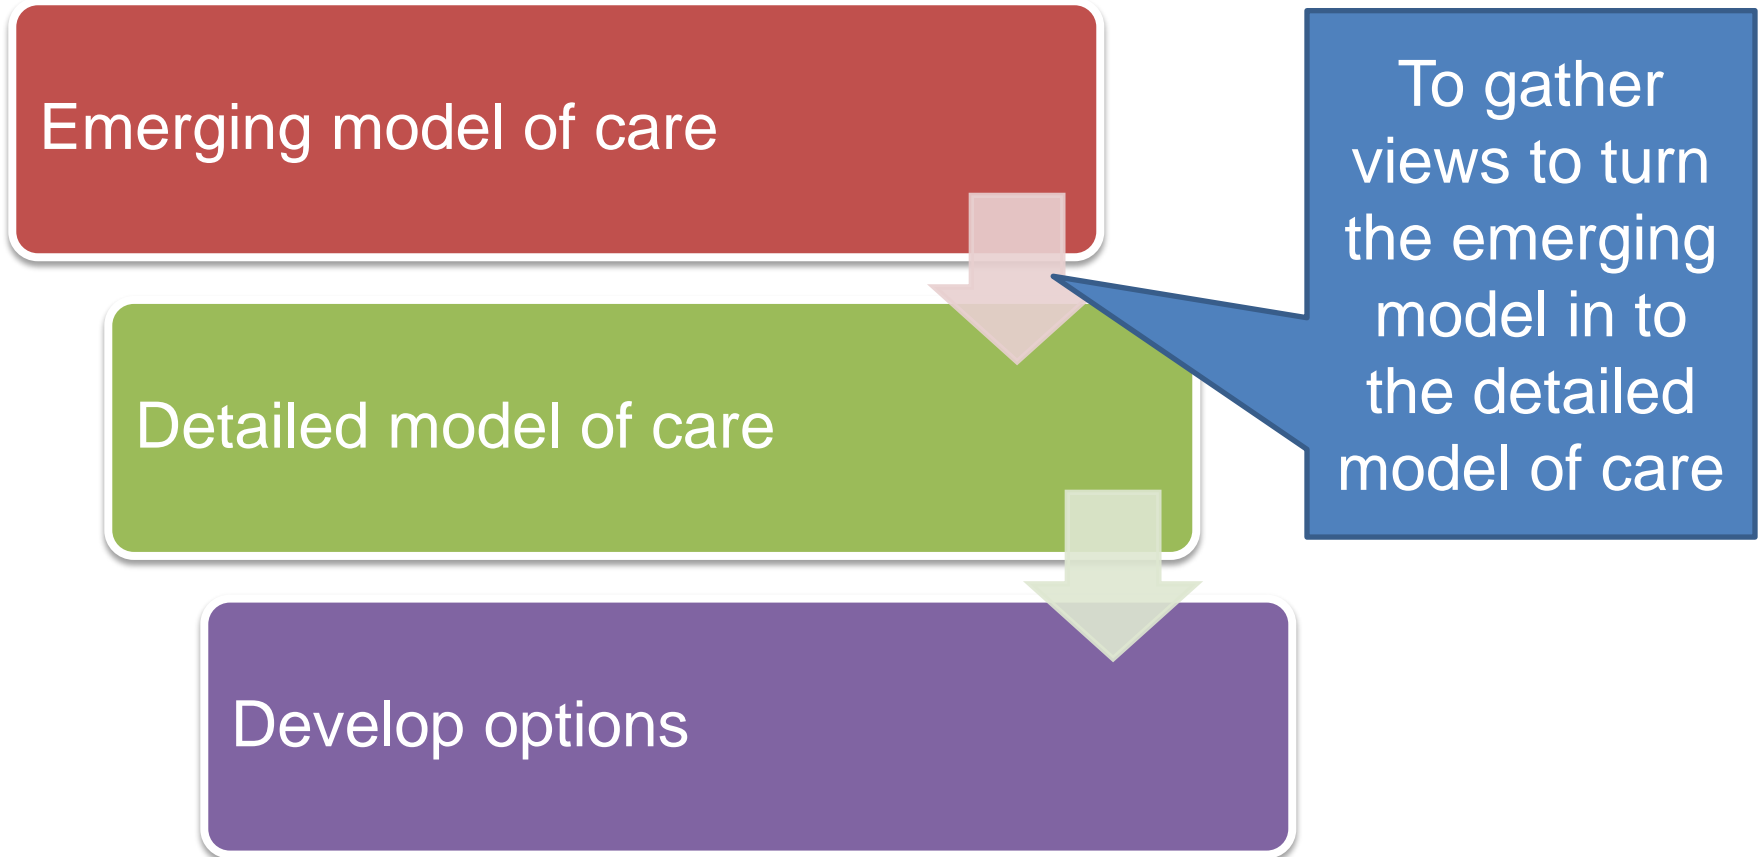 Emerging model of care
Detailed model of care
Develop options
To gather
views to turn
the emerging
model in to
the detailed
model of care